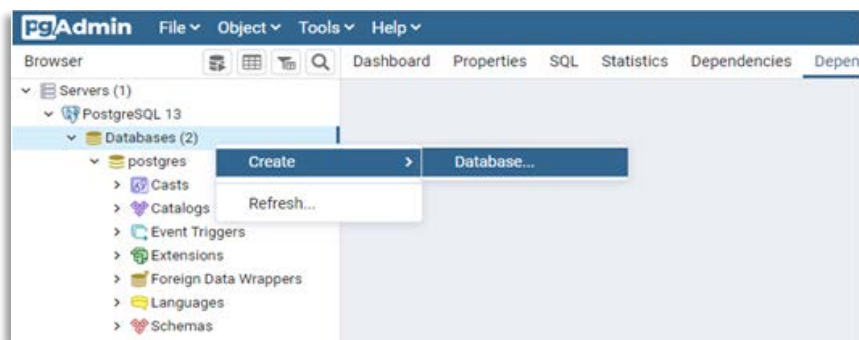 pgAdmin File Object Tools Help
Browser Dashboard Properties SQL Statistics Dependencies Depen
Servers (1)
PostgreSQL 13
Databases (2)
postgres Create Database...
Casts
Catalogs Refresh...
Event Triggers
Extensions
Foreign Data Wrappers
Languages
Schemas